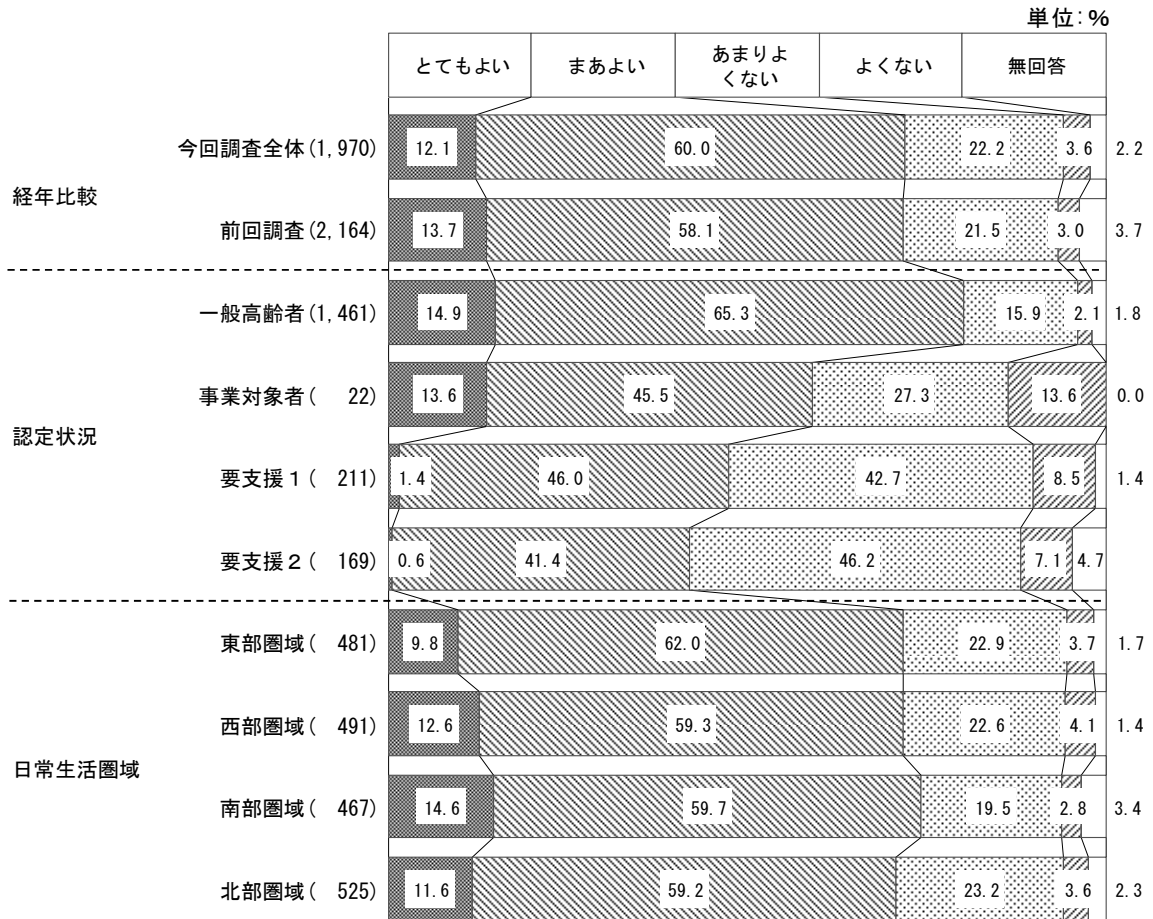 単位:%
とてもよい まあよい あまりよくない よくない 無回答
経年比較
今回調査全体(1,970) 12.1 60.0 22.2 3.6 2.2
前回調査(2,164) 13.7 58.1 21.5 3.0 3.7
認定状況
一般高齢者(1,461) 14.9 65.3 15.9 2.1 1.8
事業対象者( 22) 13.6 45.5 27.3 13.6 0.0
要支援1( 211) 1.4 46.0 42.7 8.5 1.4
要支援2( 169) 0.6 41.4 46.2 7.1 4.7
日常生活圏域
東部圏域( 481) 9.8 62.0 22.9 3.7 1.7
西部圏域( 491) 12.6 59.3 22.6 4.1 1.4
南部圏域( 467) 14.6 59.7 19.5 2.8 3.4
北部圏域( 525) 11.6 59.2 23.2 3.6 2.3